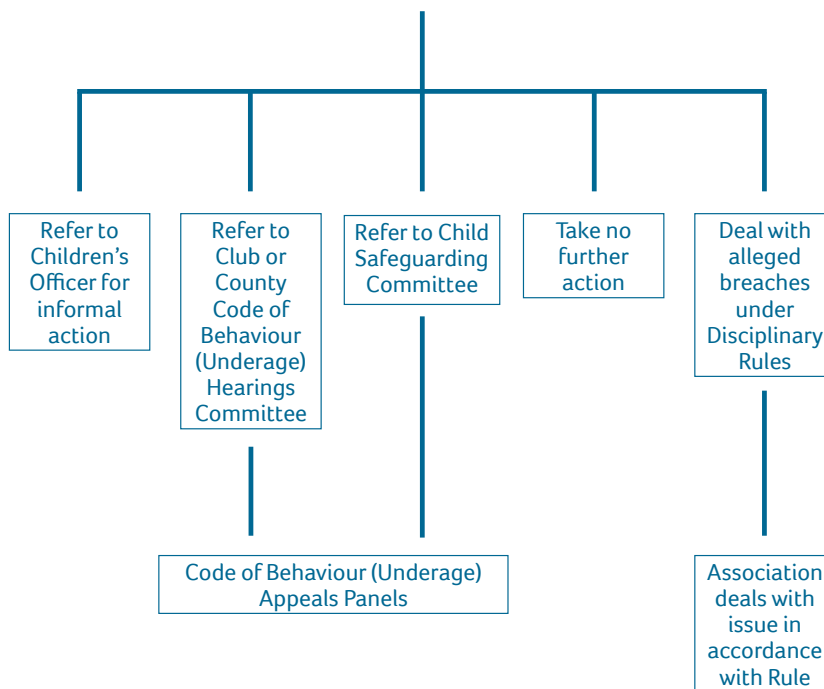 Refer to
Children’s
Officer for
informal
action
Refer to
Club or
County
Code of
Behaviour
(Underage)
Hearings
Committee
Refer to Child
Safeguarding
Committee
Take no
further
action
Deal with
alleged
breaches
under
Disciplinary
Rules
Code of Behaviour (Underage)
Appeals Panels
Association
deals with
issue in
accordance
with Rule